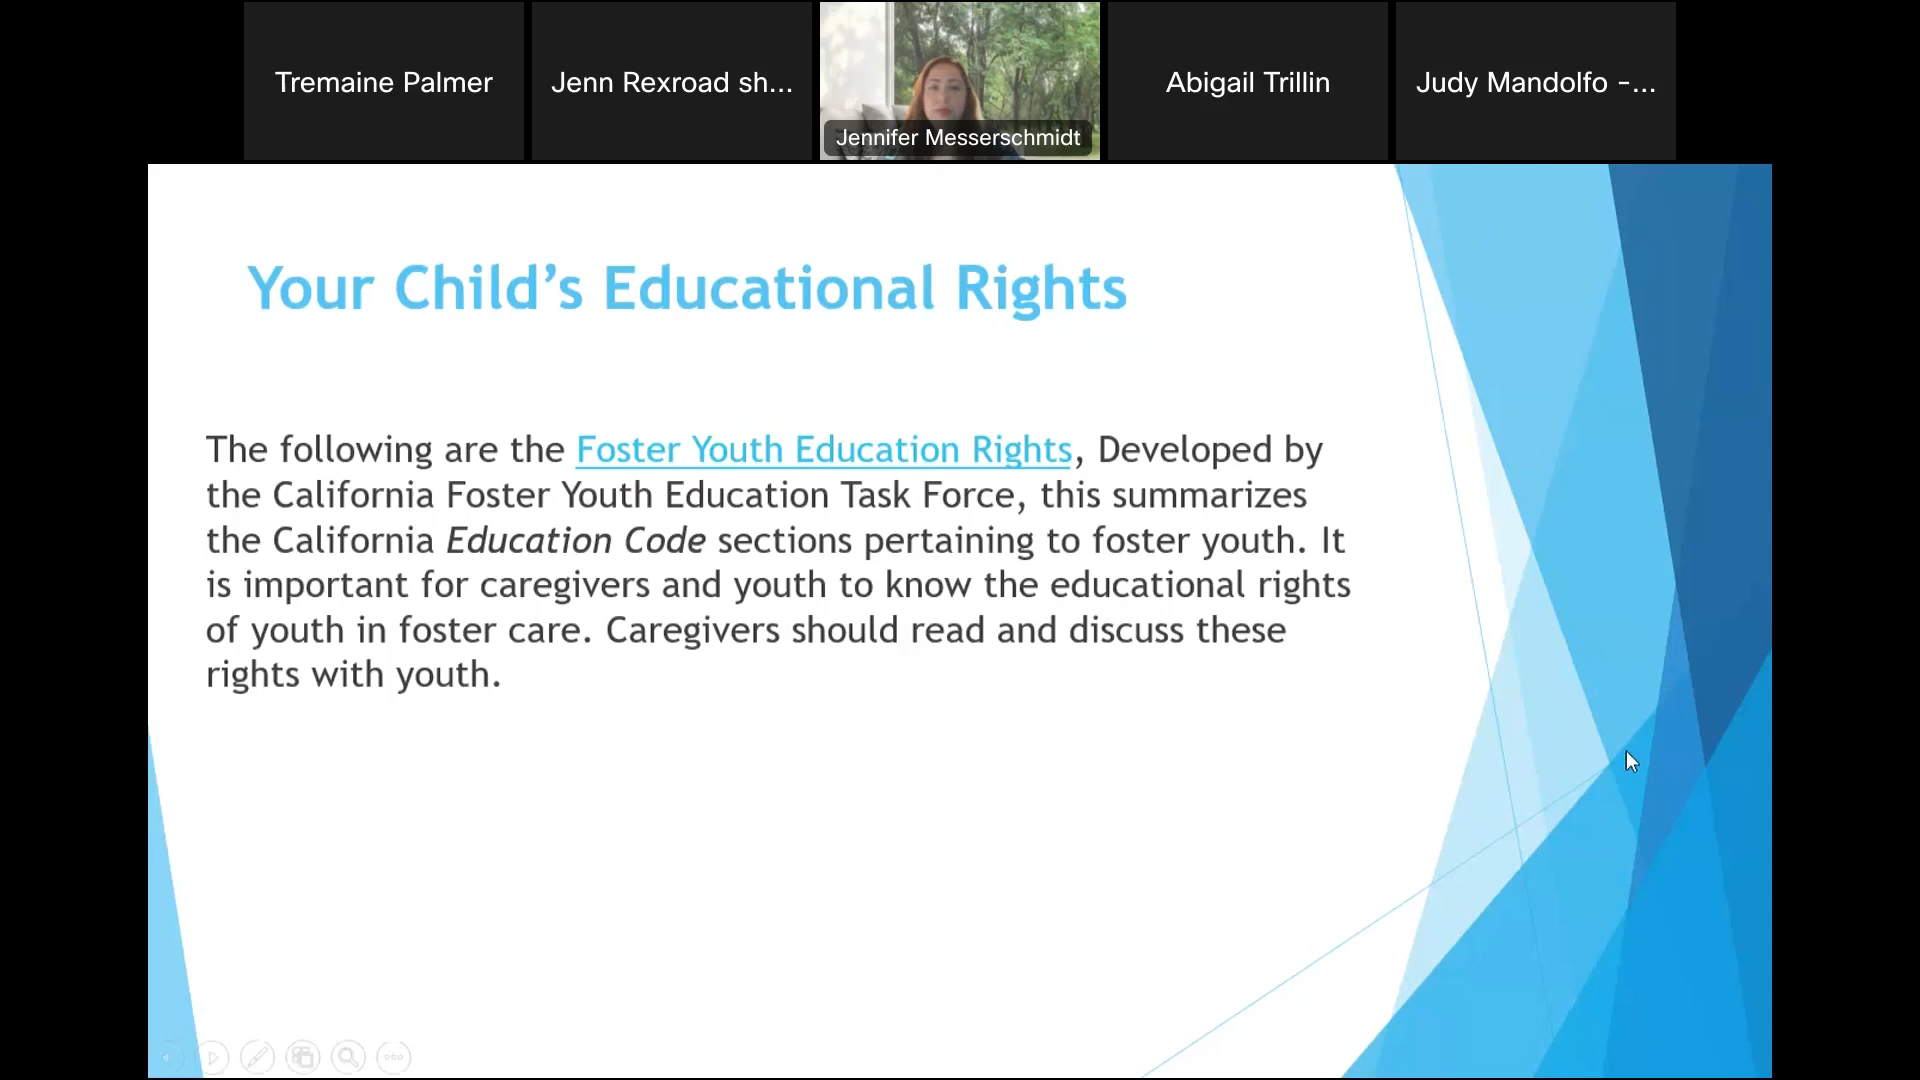 Tremaine Palmer
Jenn Rexroad sh...
Jennifer Messerschmidt
Abigail Trillin
Judy Mandolfo -...
Your Child’s Educational Rights
The following are the Foster Youth Education Rights, Developed by
the California Foster Youth Education Task Force, this summarizes
the California Education Code sections pertaining to foster youth. It
is important for caregivers and youth to know the educational rights
of youth in foster care. Caregivers should read and discuss these
rights with youth.